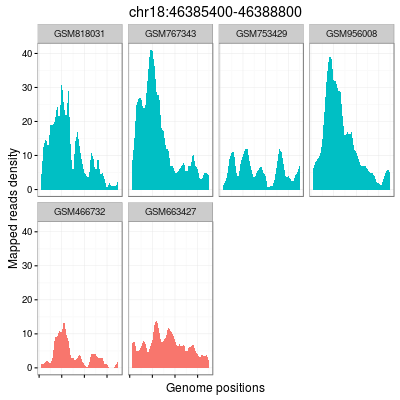 chr18:46385400-46388800
GSM818031 GSM767343 GSM753429 GSM956008
40
30
20
10
0
GSM466732 GSM663427
40
30
20
10
0
Mapped reads density
Genome positions